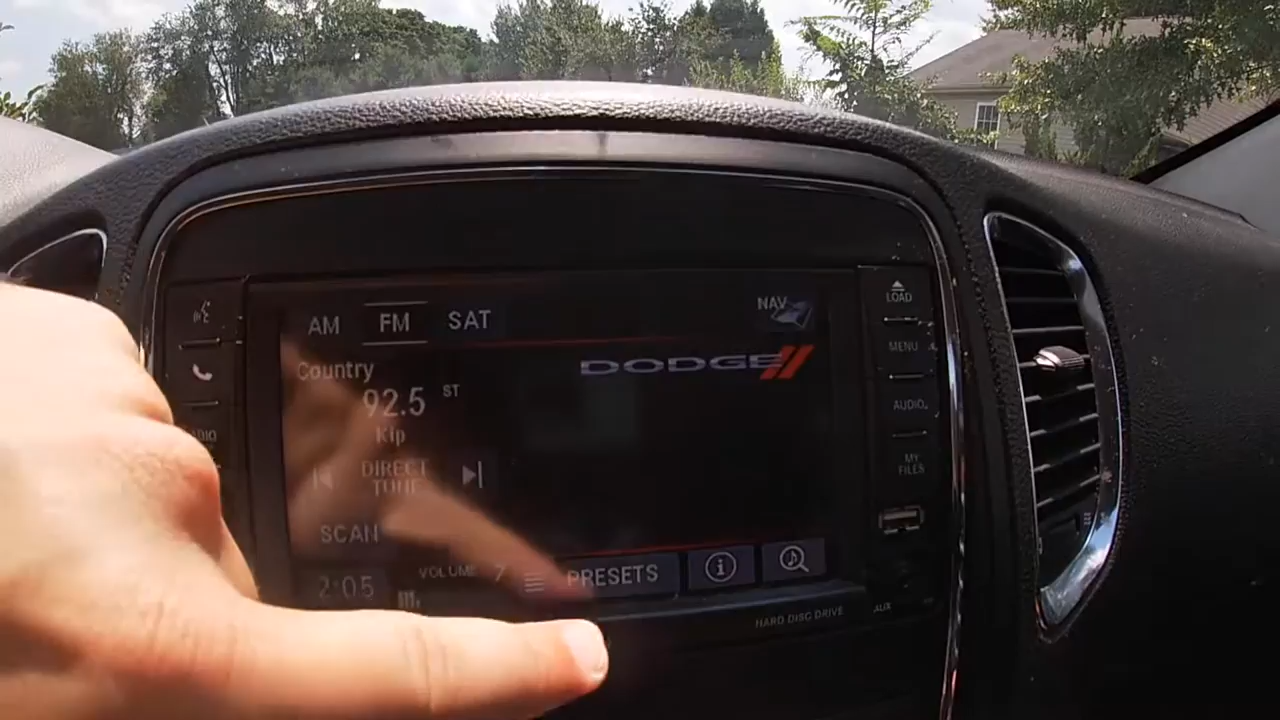 AM FM SAT NAV
DODGE
Country
92.5 ST
Kip
DIRECT
TUNE
SCAN
2:05 VOLUME 7 PRESETS
LOAD
MENU
AUDIO
MY
FILES
HARD DISC DRIVE AUX